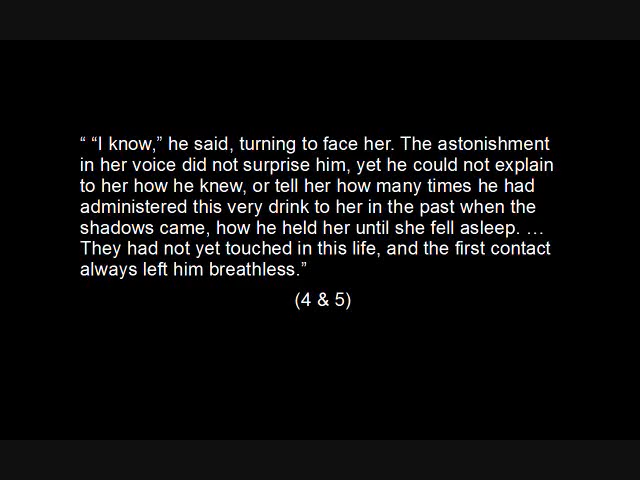 “ “I know,” he said, turning to face her. The astonishment
in her voice did not surprise him, yet he could not explain
to her how he knew, or tell her how many times he had
administered this very drink to her in the past when the
shadows came, how he held her until she fell asleep. …
They had not yet touched in this life, and the first contact
always left him breathless.”
(4 & 5)